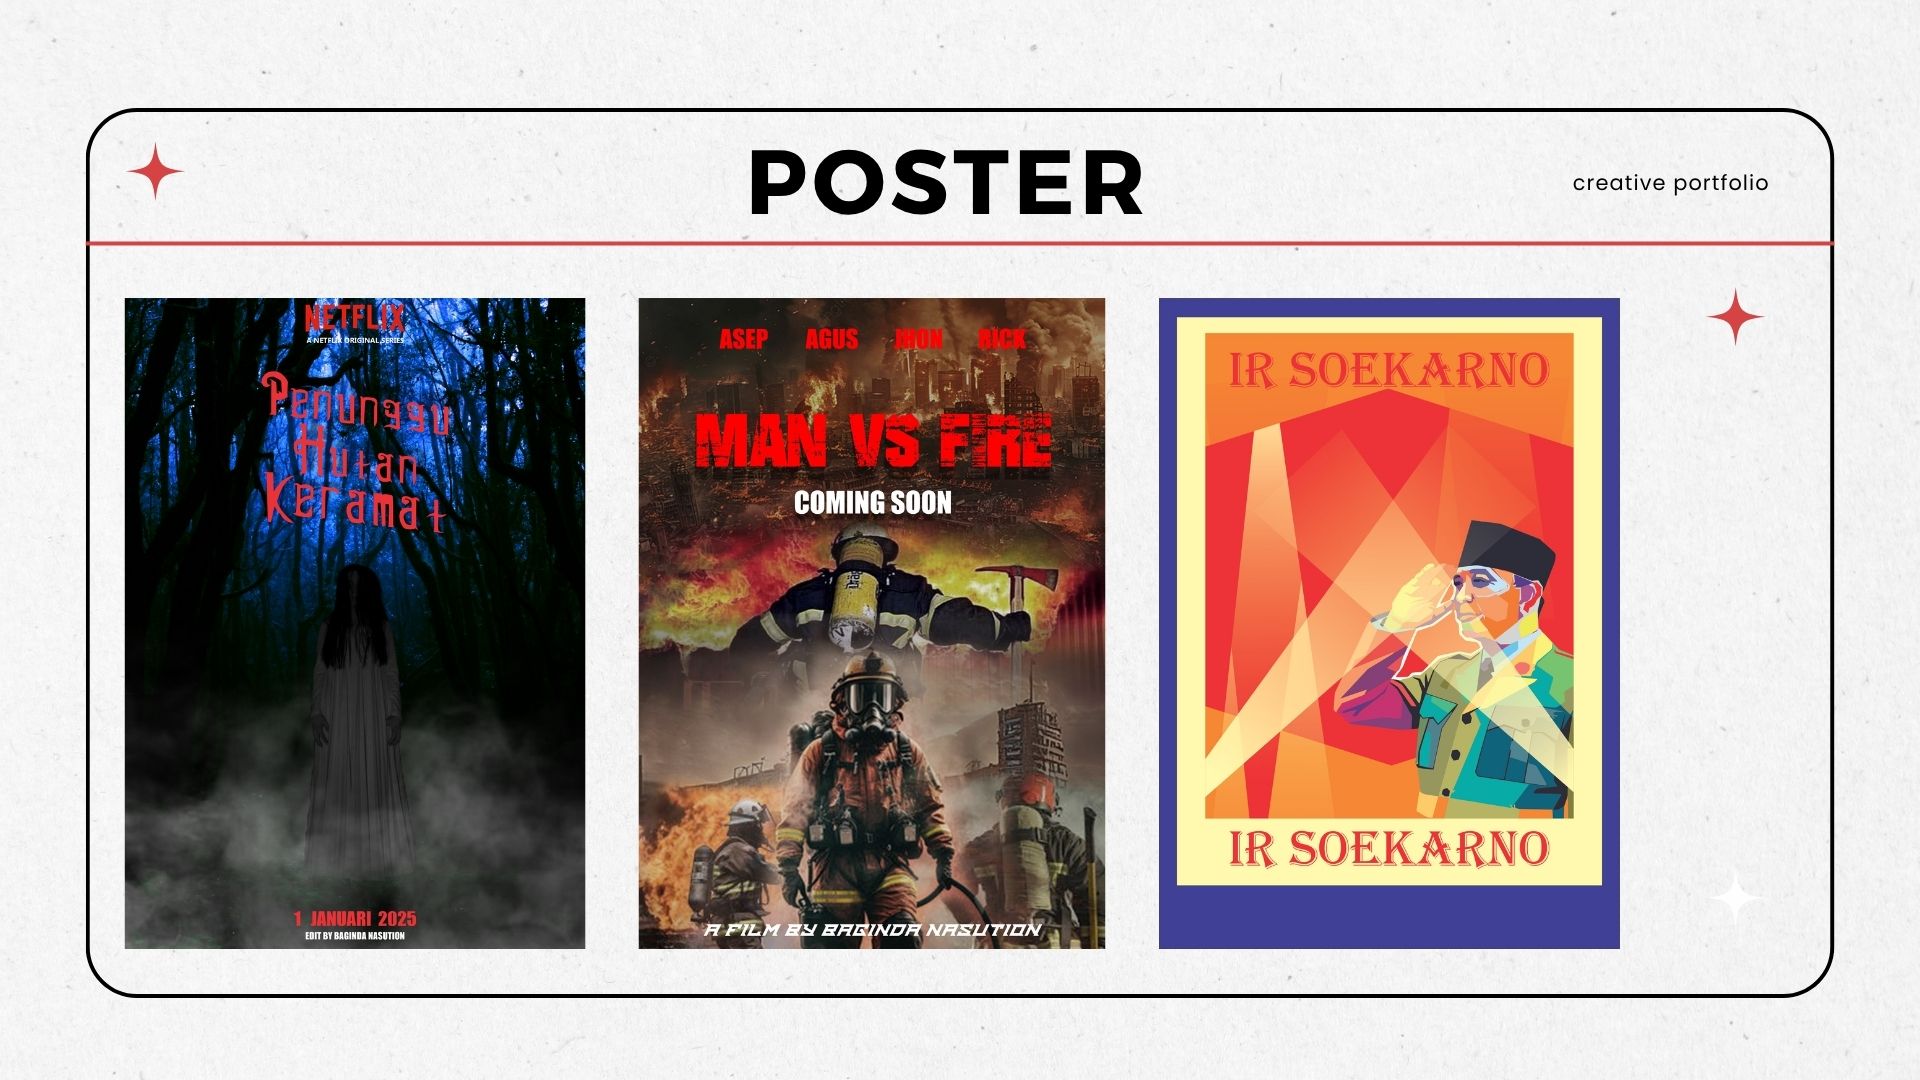 POSTER
creative portfolio
NETFLIX
A NETFLIX ORIGINAL SERIES
Penunggu
Hutan
Keramat
1 JANUARI 2025
EDIT BY BAGINDA NASUTION
ASEP AGUS JHON RICK
MAN VS FIRE
COMING SOON
A FILM BY BAGINDA NASUTION
IR SOEKARNO
IR SOEKARNO